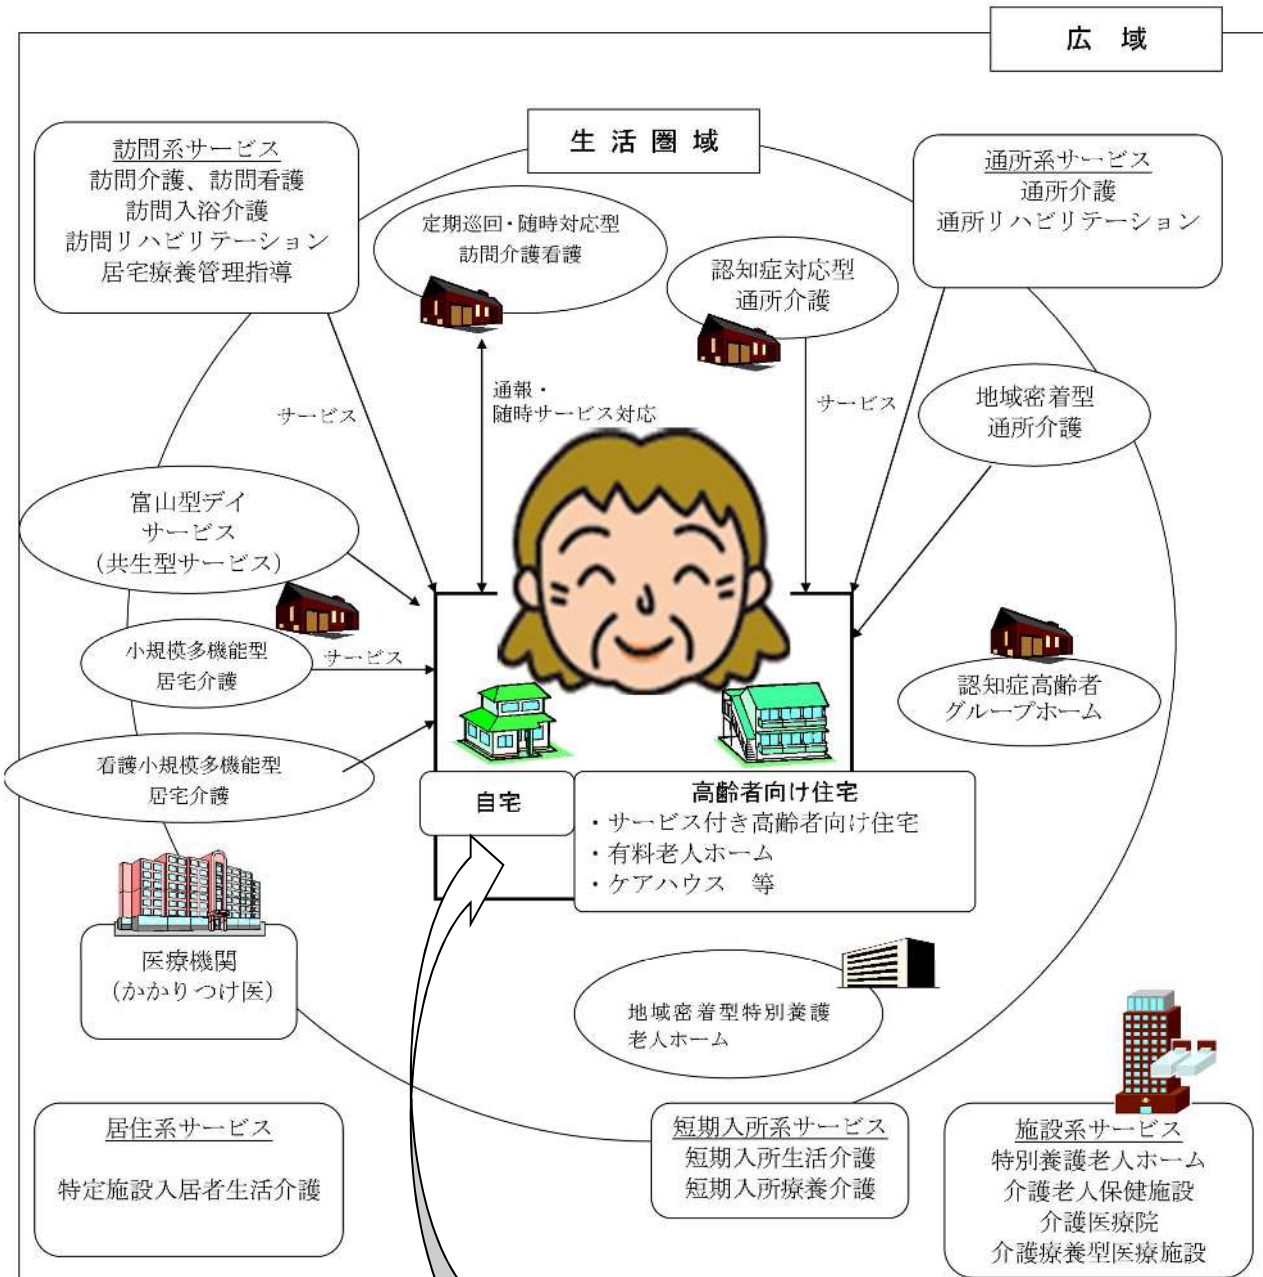 広 域
生 活 圏 域
訪問系サービス
訪問介護、訪問看護
訪問入浴介護
訪問リハビリテーション
居宅療養管理指導
定期巡回・随時対応型
訪問介護看護
認知症対応型
通所介護
通所系サービス
通所介護
通所リハビリテーション
サービス
通報・
随時サービス対応
サービス
地域密着型
通所介護
富山型デイ
サービス
(共生型サービス)
小規模多機能型
居宅介護
サービス
認知症高齢者
グループホーム
看護小規模多機能型
居宅介護
自宅
高齢者向け住宅
・サービス付き高齢者向け住宅
・有料老人ホーム
・ケアハウス 等
医療機関
(かかりつけ医)
地域密着型特別養護
老人ホーム
居住系サービス
特定施設入居者生活介護
短期入所系サービス
短期入所生活介護
短期入所療養介護
施設系サービス
特別養護老人ホーム
介護老人保健施設
介護医療院
介護療養型医療施設